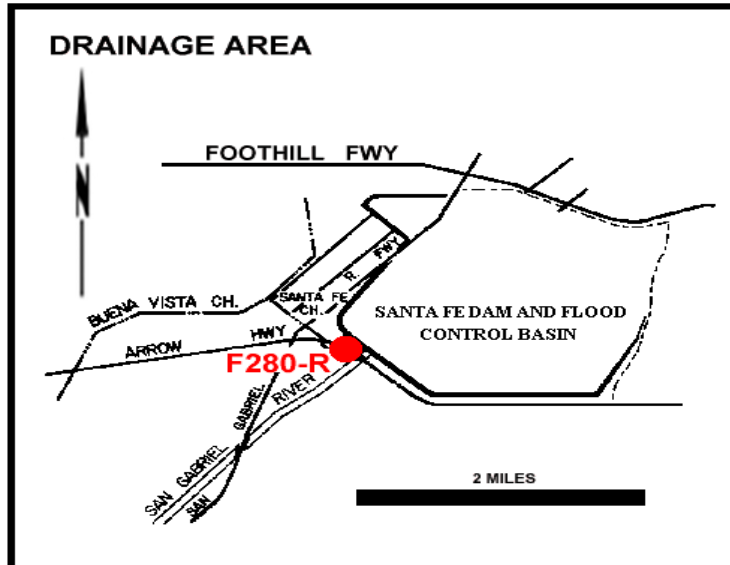 DRAINAGE AREA
N
FOOTHILL FWY
BUENA VISTA CH.
SANTA FE
CH.
R. FWY
SANTA FE DAM AND FLOOD
CONTROL BASIN
ARROW HWY
F280-R
SAN GABRIEL RIVER
SAN GABRIEL
2 MILES